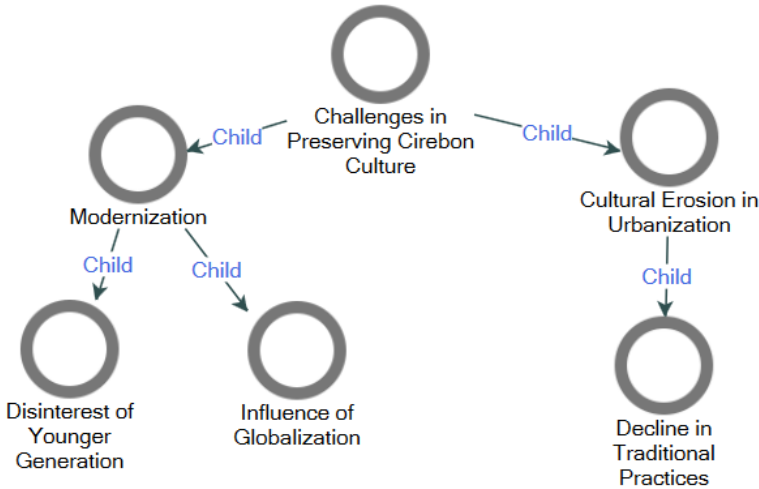 Challenges in
Preserving Cirebon
Culture
Child
Child
Modernization
Cultural Erosion in
Urbanization
Child
Child
Child
Disinterest of
Younger
Generation
Influence of
Globalization
Decline in
Traditional
Practices